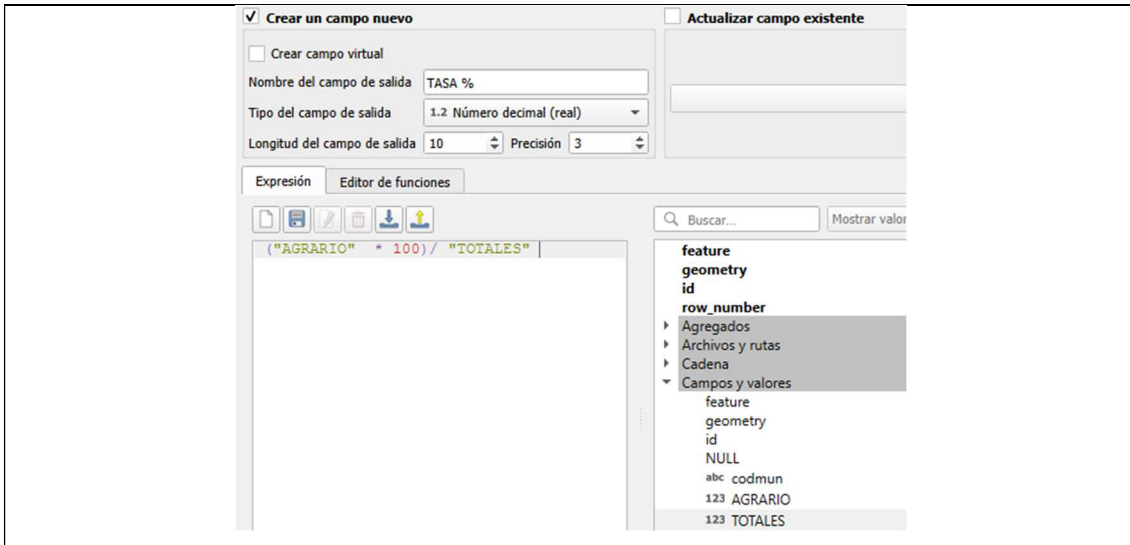 Crear un campo nuevo
Actualizar campo existente
Crear campo virtual
Nombre del campo de salida TASA %
Tipo del campo de salida 1.2 Número decimal (real)
Longitud del campo de salida 10 Precisión 3
Expresión Editor de funciones
Buscar... Mostrar valor
("AGRARIO" * 100)/ "TOTALES"
feature
geometry
id
row_number
Agregados
Archivos y rutas
Cadena
Campos y valores
feature
geometry
id
NULL
abc codmun
123 AGRARIO
123 TOTALES